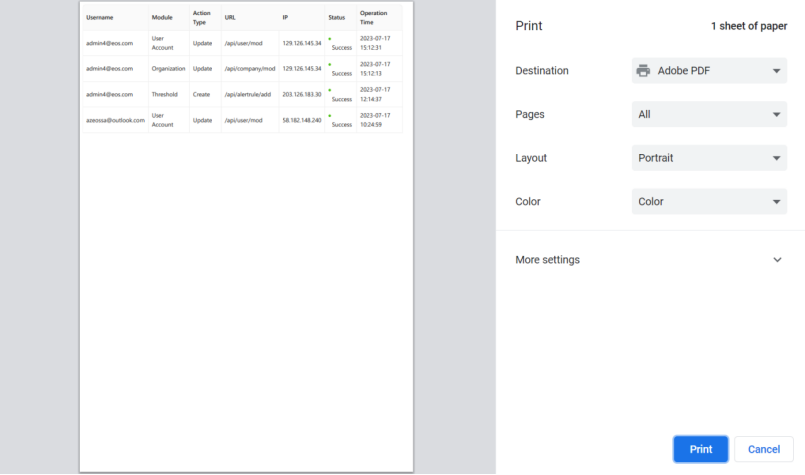 Username Module Action Type URL IP Status Operation Time
admin4@eos.com User Account Update /api/user/mod 129.126.145.34 Success 2023-07-17 15:12:31
admin4@eos.com Organization Update /api/company/mod 129.126.145.34 Success 2023-07-17 15:12:13
admin4@eos.com Threshold Create /api/alertrule/add 203.126.183.30 Success 2023-07-17 12:14:37
azeossa@outlook.com User Account Update /api/user/mod 58.182.148.240 Success 2023-07-17 10:24:59
Print 1 sheet of paper
Destination Adobe PDF
Pages All
Layout Portrait
Color Color
More settings
Print Cancel